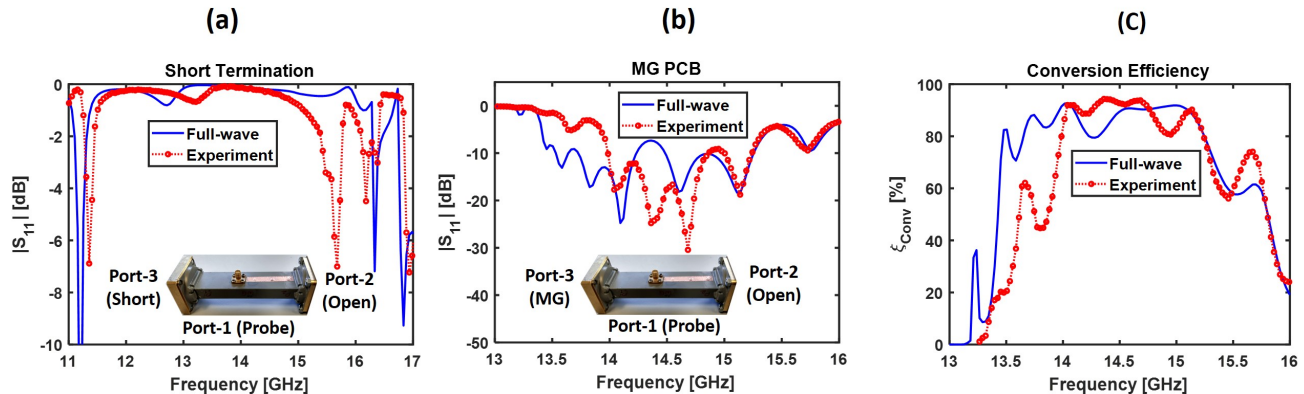 (a)
Short Termination
0
-2
-4
-6
-8
-10
|S11| [dB]
Full-wave
Experiment
Port-3
(Short)
Port-2
(Open)
Port-1 (Probe)
11 12 13 14 15 16 17
Frequency [GHz]
(b)
MG PCB
0
-10
-20
-30
-40
-50
|S11| [dB]
Full-wave
Experiment
Port-3
(MG)
Port-2
(Open)
Port-1 (Probe)
13 13.5 14 14.5 15 15.5 16
Frequency [GHz]
(C)
Conversion Efficiency
100
80
60
40
20
0
ξConv [%]
Full-wave
Experiment
13 13.5 14 14.5 15 15.5 16
Frequency [GHz]